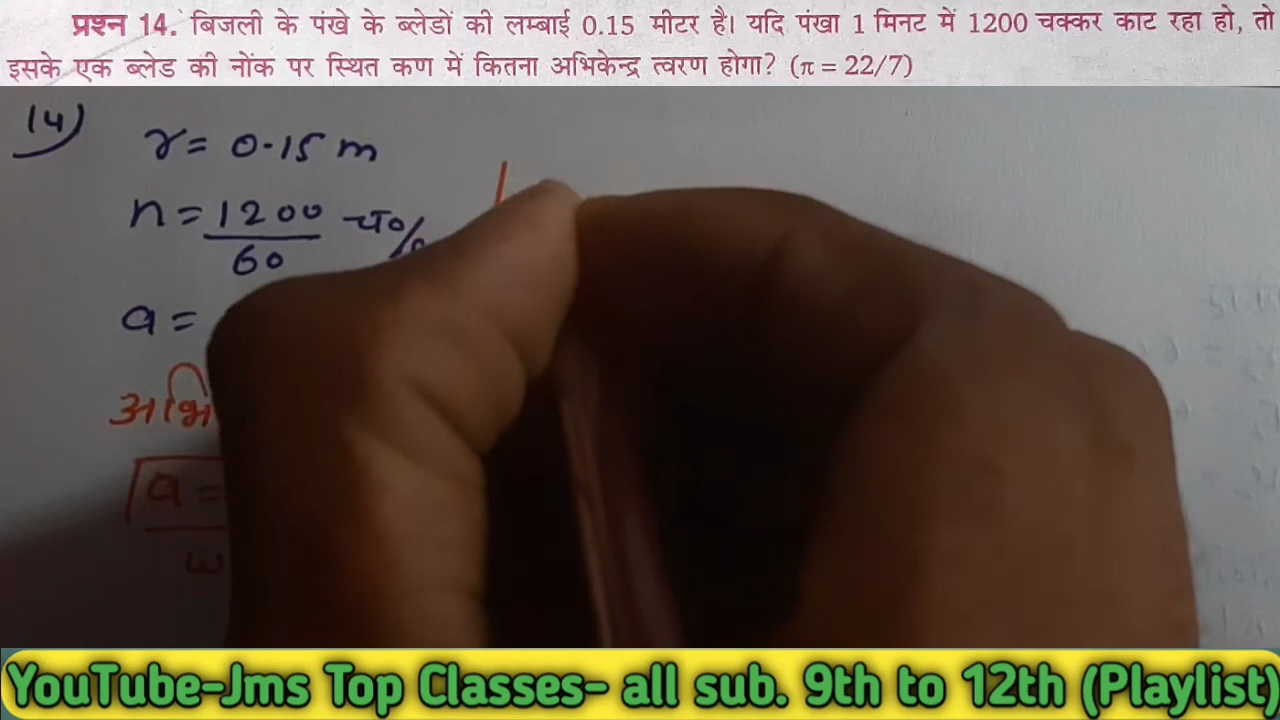 प्रश्न 14. बिजली के पंखे के ब्लेडों की लम्बाई 0.15 मीटर है। यदि पंखा 1 मिनट में 1200 चक्कर काट रहा हो, तो
इसके एक ब्लेड की नोंक पर स्थित कण में कितना अभिकेन्द्र त्वरण होगा? (π = 22/7)
14)
r = 0.15 m
n = 1200
60
a =
अभि
a =
ω
YouTube-Jms Top Classes- all sub. 9th to 12th (Playlist)